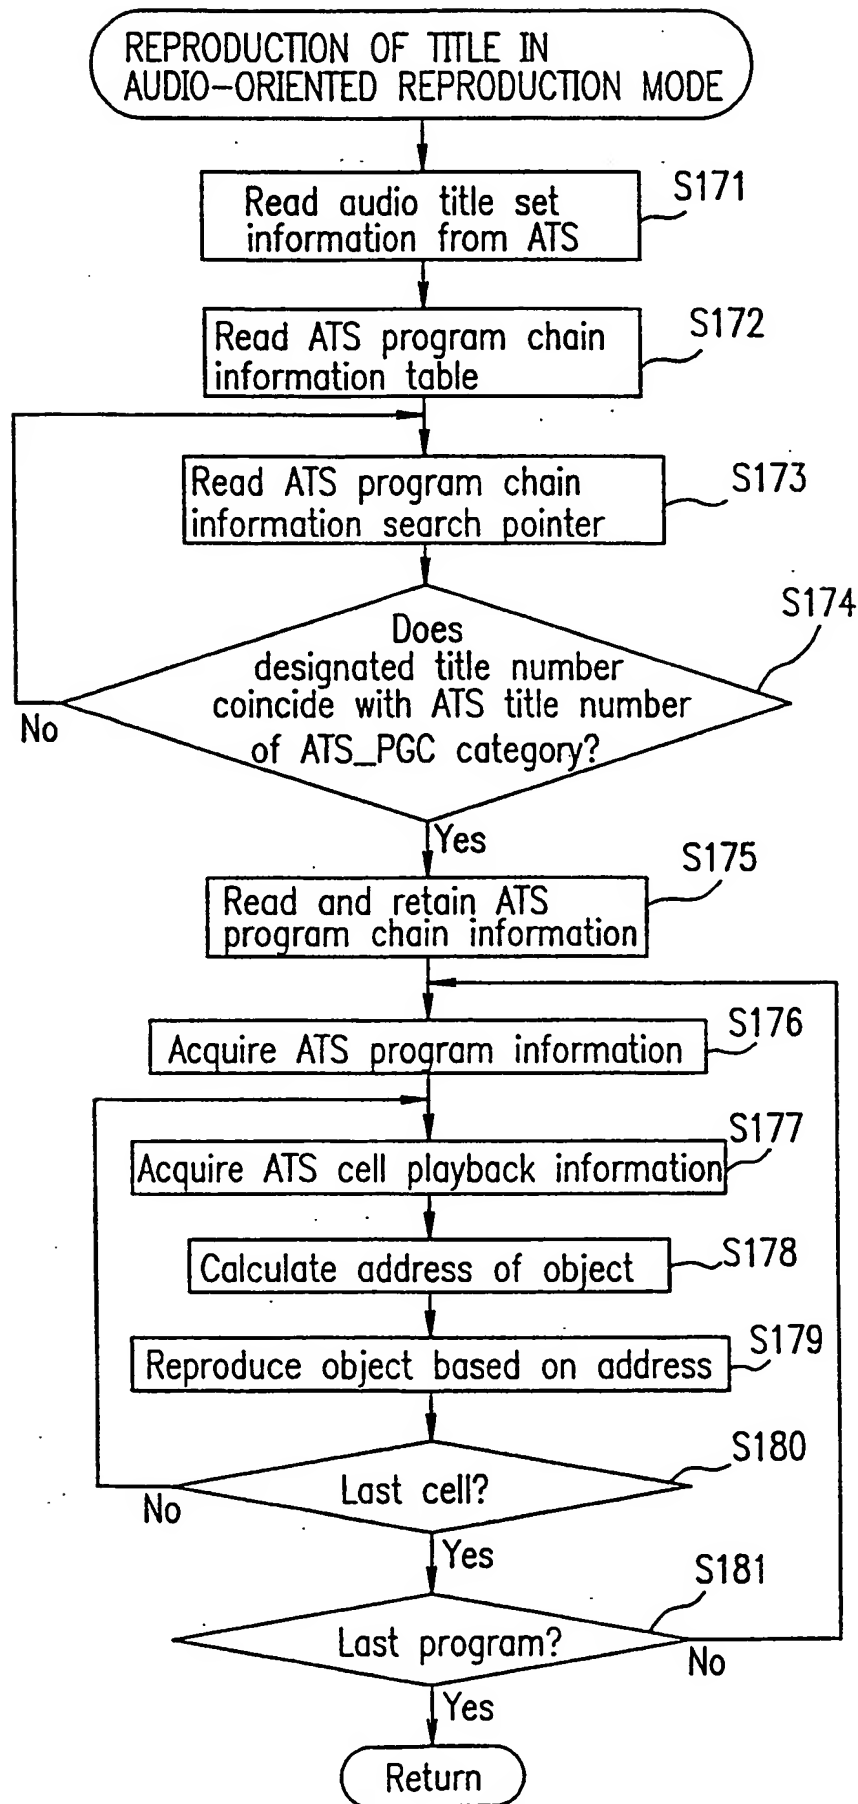 REPRODUCTION OF TITLE IN
AUDIO-ORIENTED REPRODUCTION MODE
S171
Read audio title set
information from ATS
S172
Read ATS program chain
information table
S173
Read ATS program chain
information search pointer
S174
Does
designated title number
coincide with ATS title number
of ATS_PGC category?
No
Yes
S175
Read and retain ATS
program chain information
S176
Acquire ATS program information
S177
Acquire ATS cell playback information
S178
Calculate address of object
S179
Reproduce object based on address
S180
Last cell?
No
Yes
S181
Last program?
No
Yes
Return